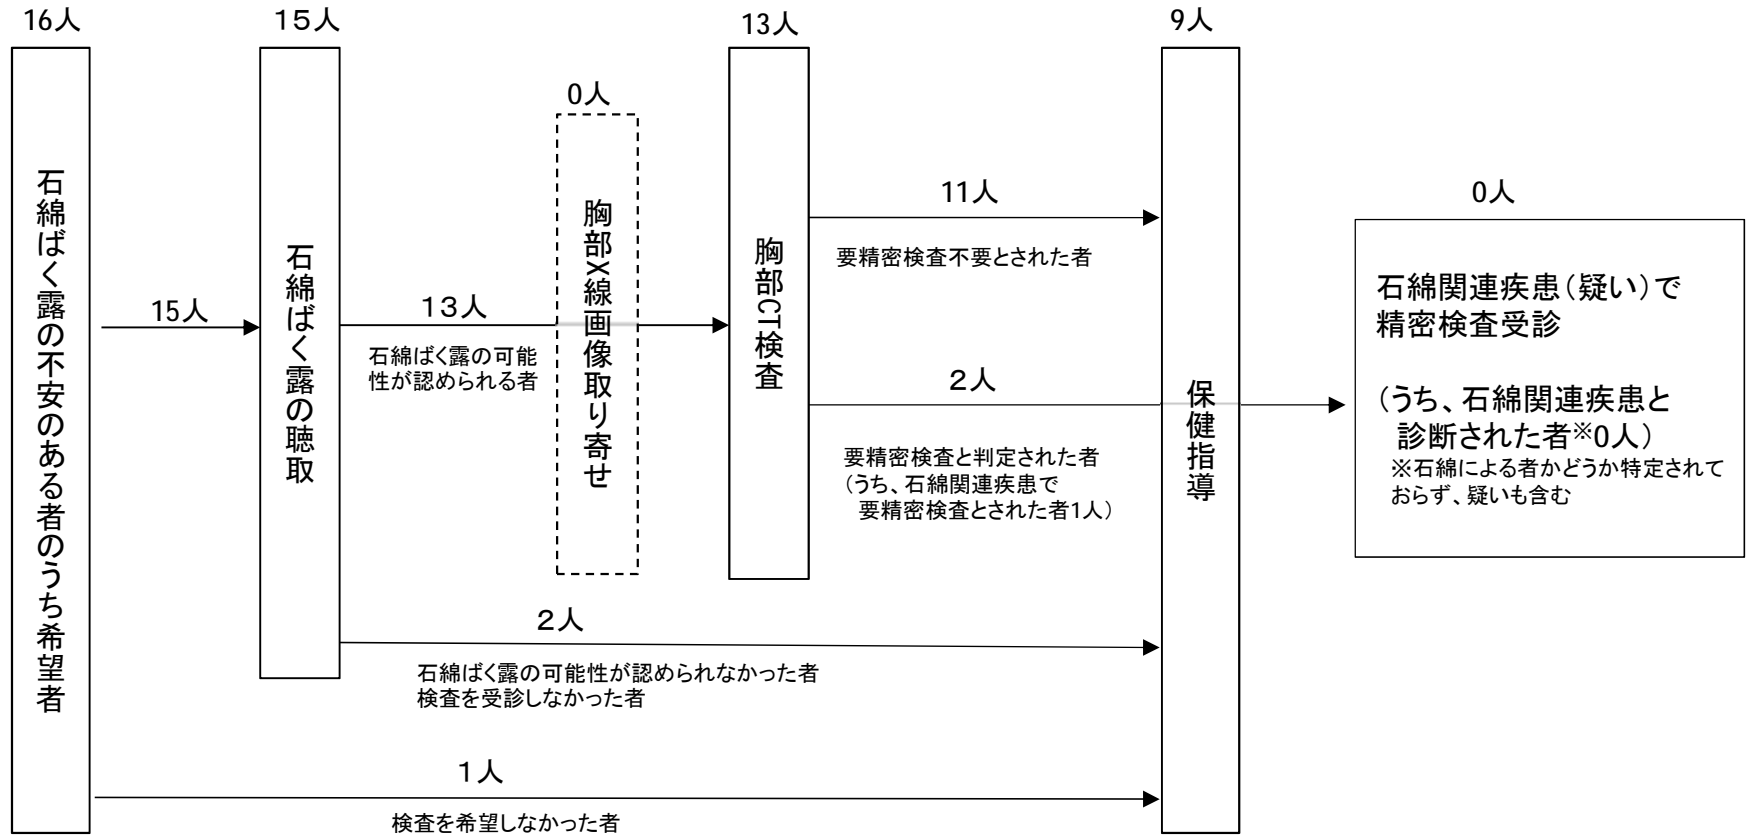 16人
石綿ばく露の不安のある者のうち希望者
15人
15人
石綿ばく露の聴取
13人
石綿ばく露の可能
性が認められる者
0人
胸部X線画像取り寄せ
13人
胸部CT検査
11人
要精密検査不要とされた者
2人
要精密検査と判定された者
(うち、石綿関連疾患で
要精密検査とされた者1人)
2人
石綿ばく露の可能性が認められなかった者
検査を受診しなかった者
1人
検査を希望しなかった者
9人
保健指導
0人
石綿関連疾患(疑い)で
精密検査受診
(うち、石綿関連疾患と
診断された者※0人)
※石綿による者かどうか特定されて
おらず、疑いも含む